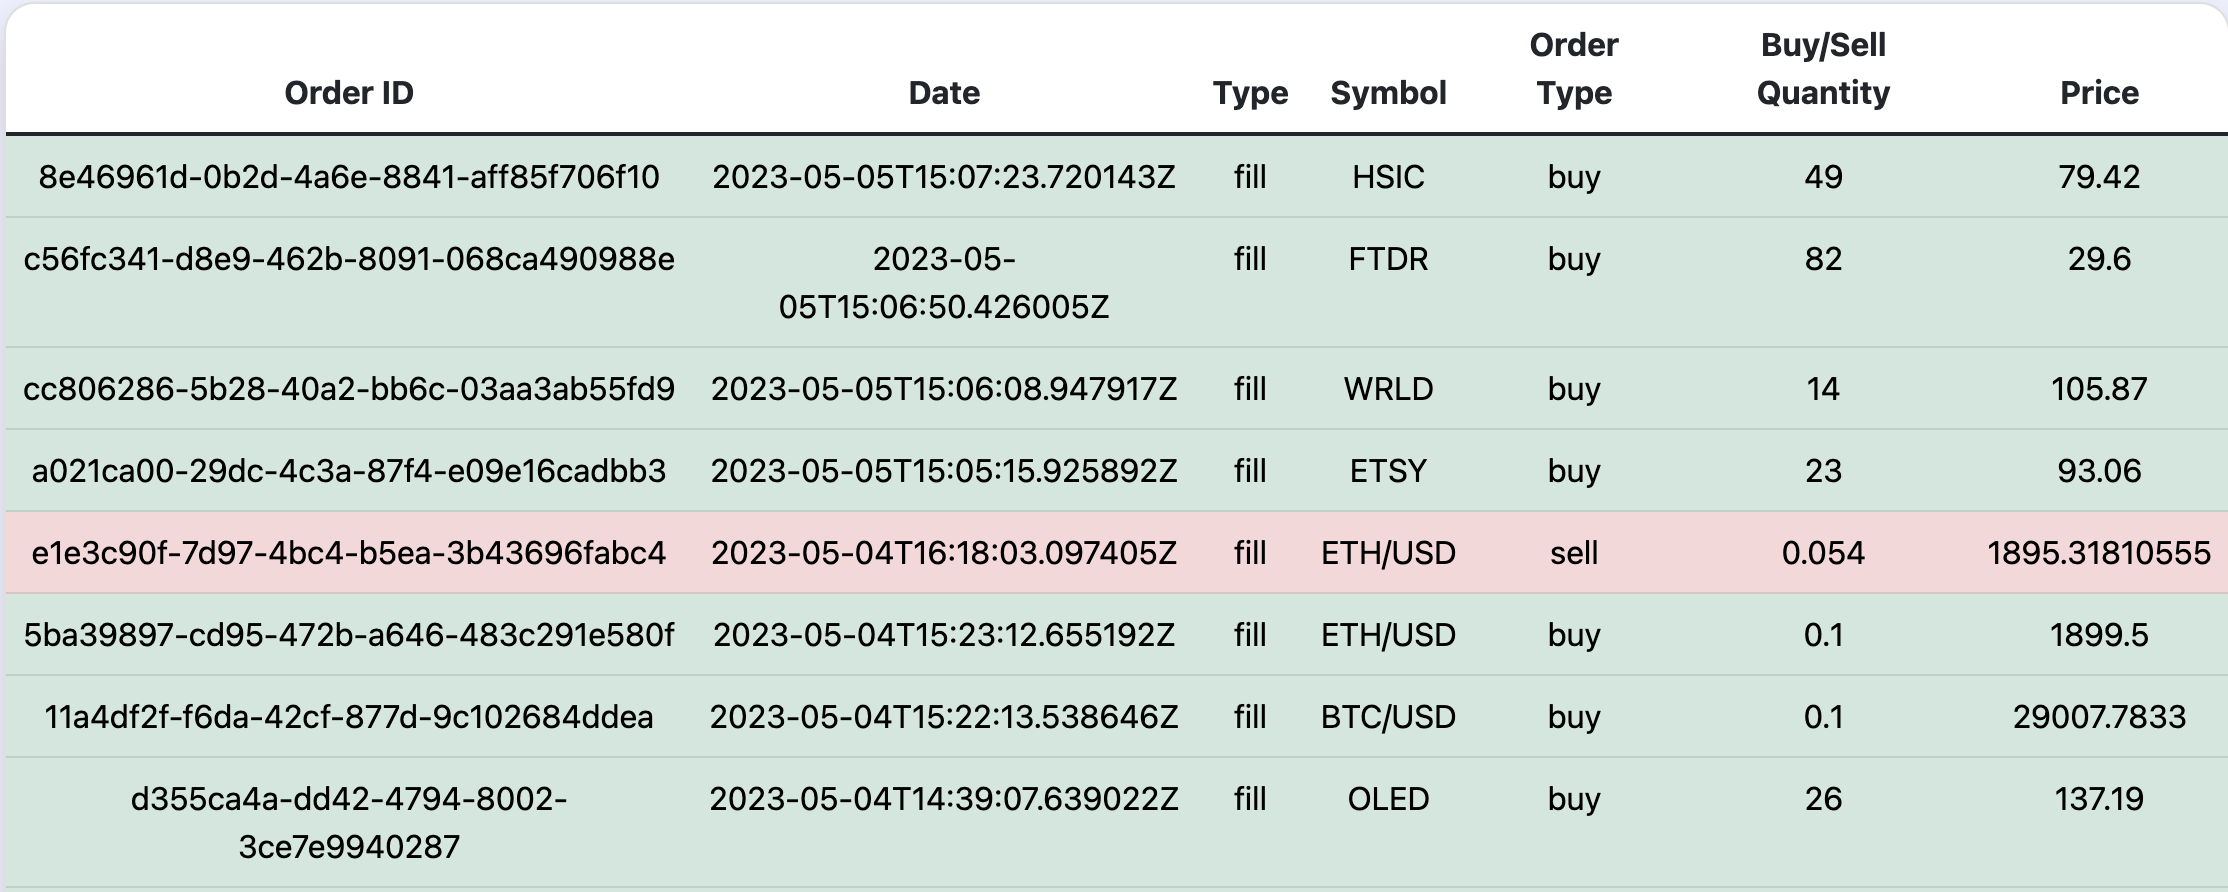 Order ID Date Type Symbol Order Type Buy/Sell Quantity Price
8e46961d-0b2d-4a6e-8841-aff85f706f10 2023-05-05T15:07:23.720143Z fill HSIC buy 49 79.42
c56fc341-d8e9-462b-8091-068ca490988e 2023-05-05T15:06:50.426005Z fill FTDR buy 82 29.6
cc806286-5b28-40a2-bb6c-03aa3ab55fd9 2023-05-05T15:06:08.947917Z fill WRLD buy 14 105.87
a021ca00-29dc-4c3a-87f4-e09e16cadbb3 2023-05-05T15:05:15.925892Z fill ETSY buy 23 93.06
e1e3c90f-7d97-4bc4-b5ea-3b43696fabc4 2023-05-04T16:18:03.097405Z fill ETH/USD sell 0.054 1895.31810555
5ba39897-cd95-472b-a646-483c291e580f 2023-05-04T15:23:12.655192Z fill ETH/USD buy 0.1 1899.5
11a4df2f-f6da-42cf-877d-9c102684ddea 2023-05-04T15:22:13.538646Z fill BTC/USD buy 0.1 29007.7833
d355ca4a-dd42-4794-8002-3ce7e9940287 2023-05-04T14:39:07.639022Z fill OLED buy 26 137.19